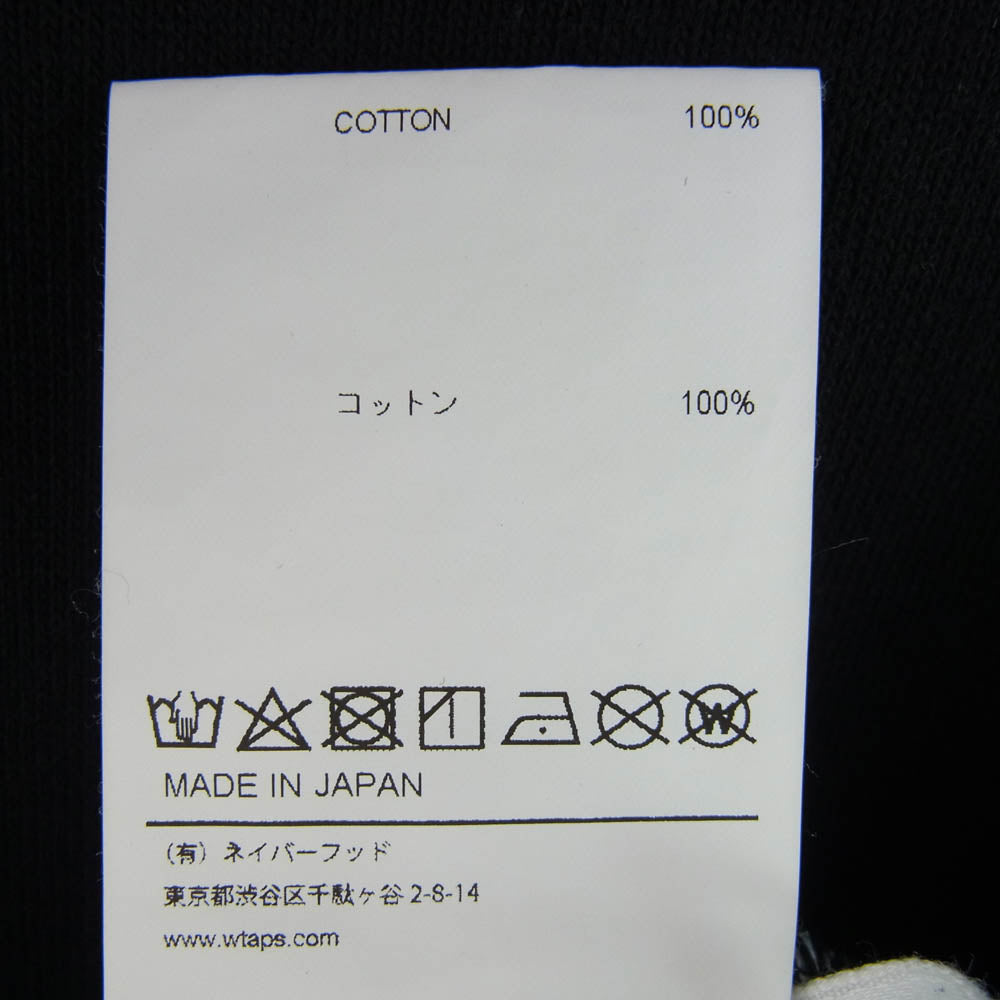 COTTON 100%
コットン 100%
W
MADE IN JAPAN
（有）ネイバーフッド
東京都渋谷区千駄ヶ谷 2-8-14
www.wtaps.com